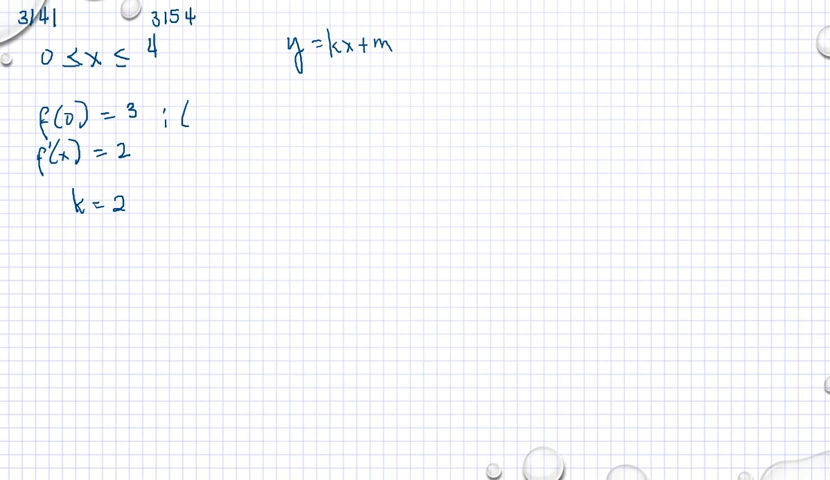 3141 3154
0 ≤ x ≤ 4 y = kx + m
f(0) = 3 ; (
f'(x) = 2
k = 2